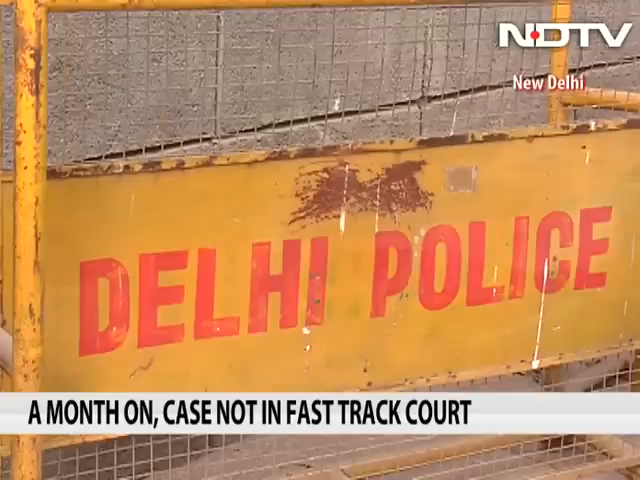 NDTV
New Delhi
DELHI POLICE
A MONTH ON, CASE NOT IN FAST TRACK COURT